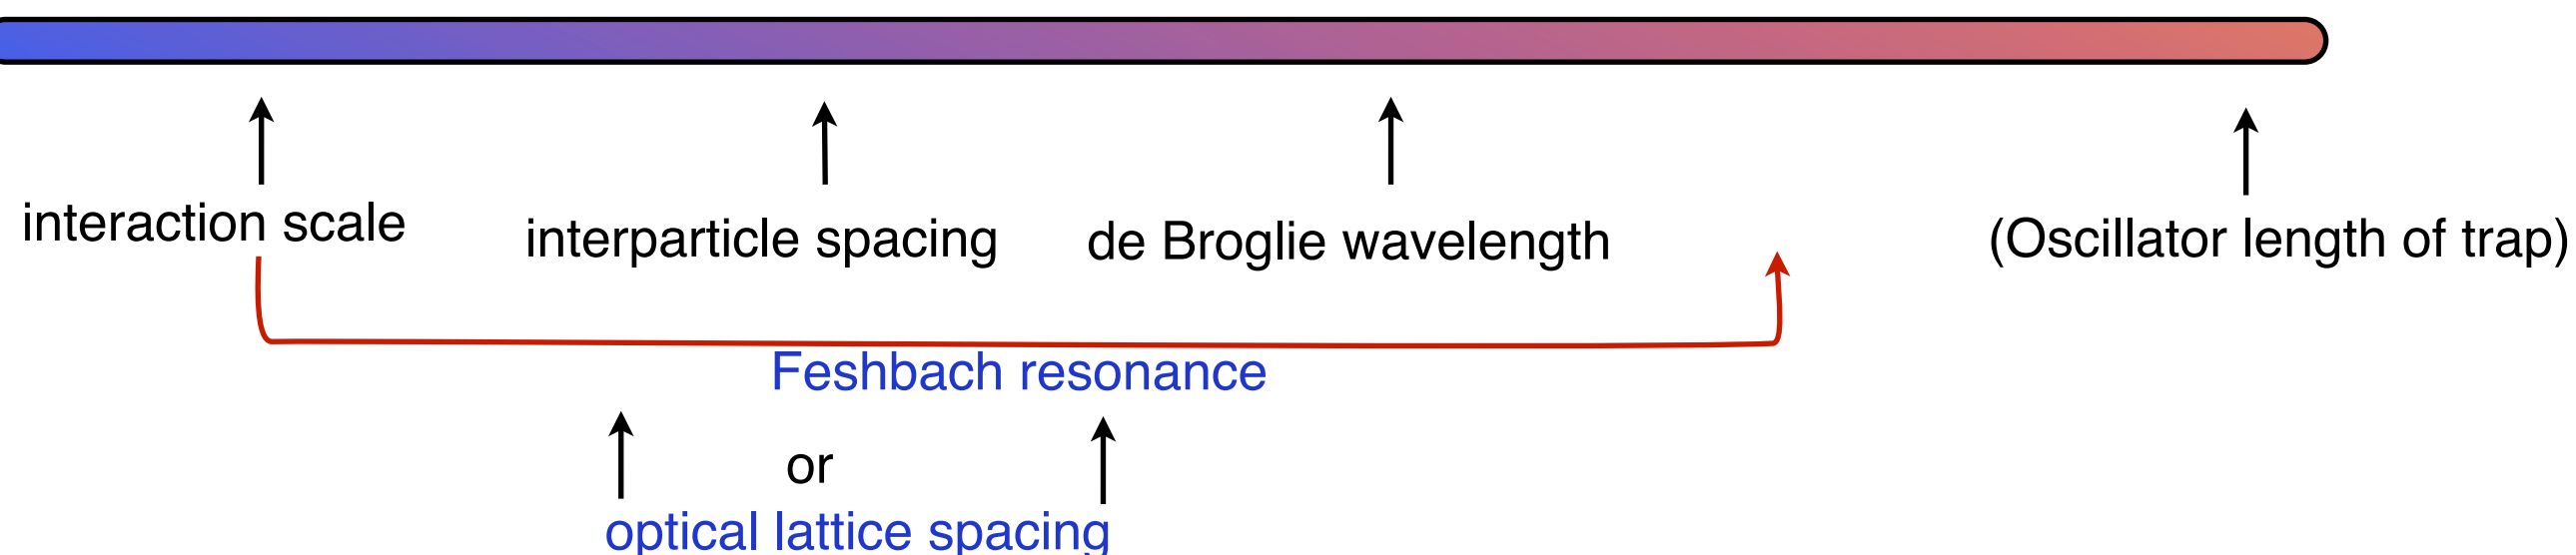 interaction scale
interparticle spacing
de Broglie wavelength
(Oscillator length of trap)
Feshbach resonance
or
optical lattice spacing